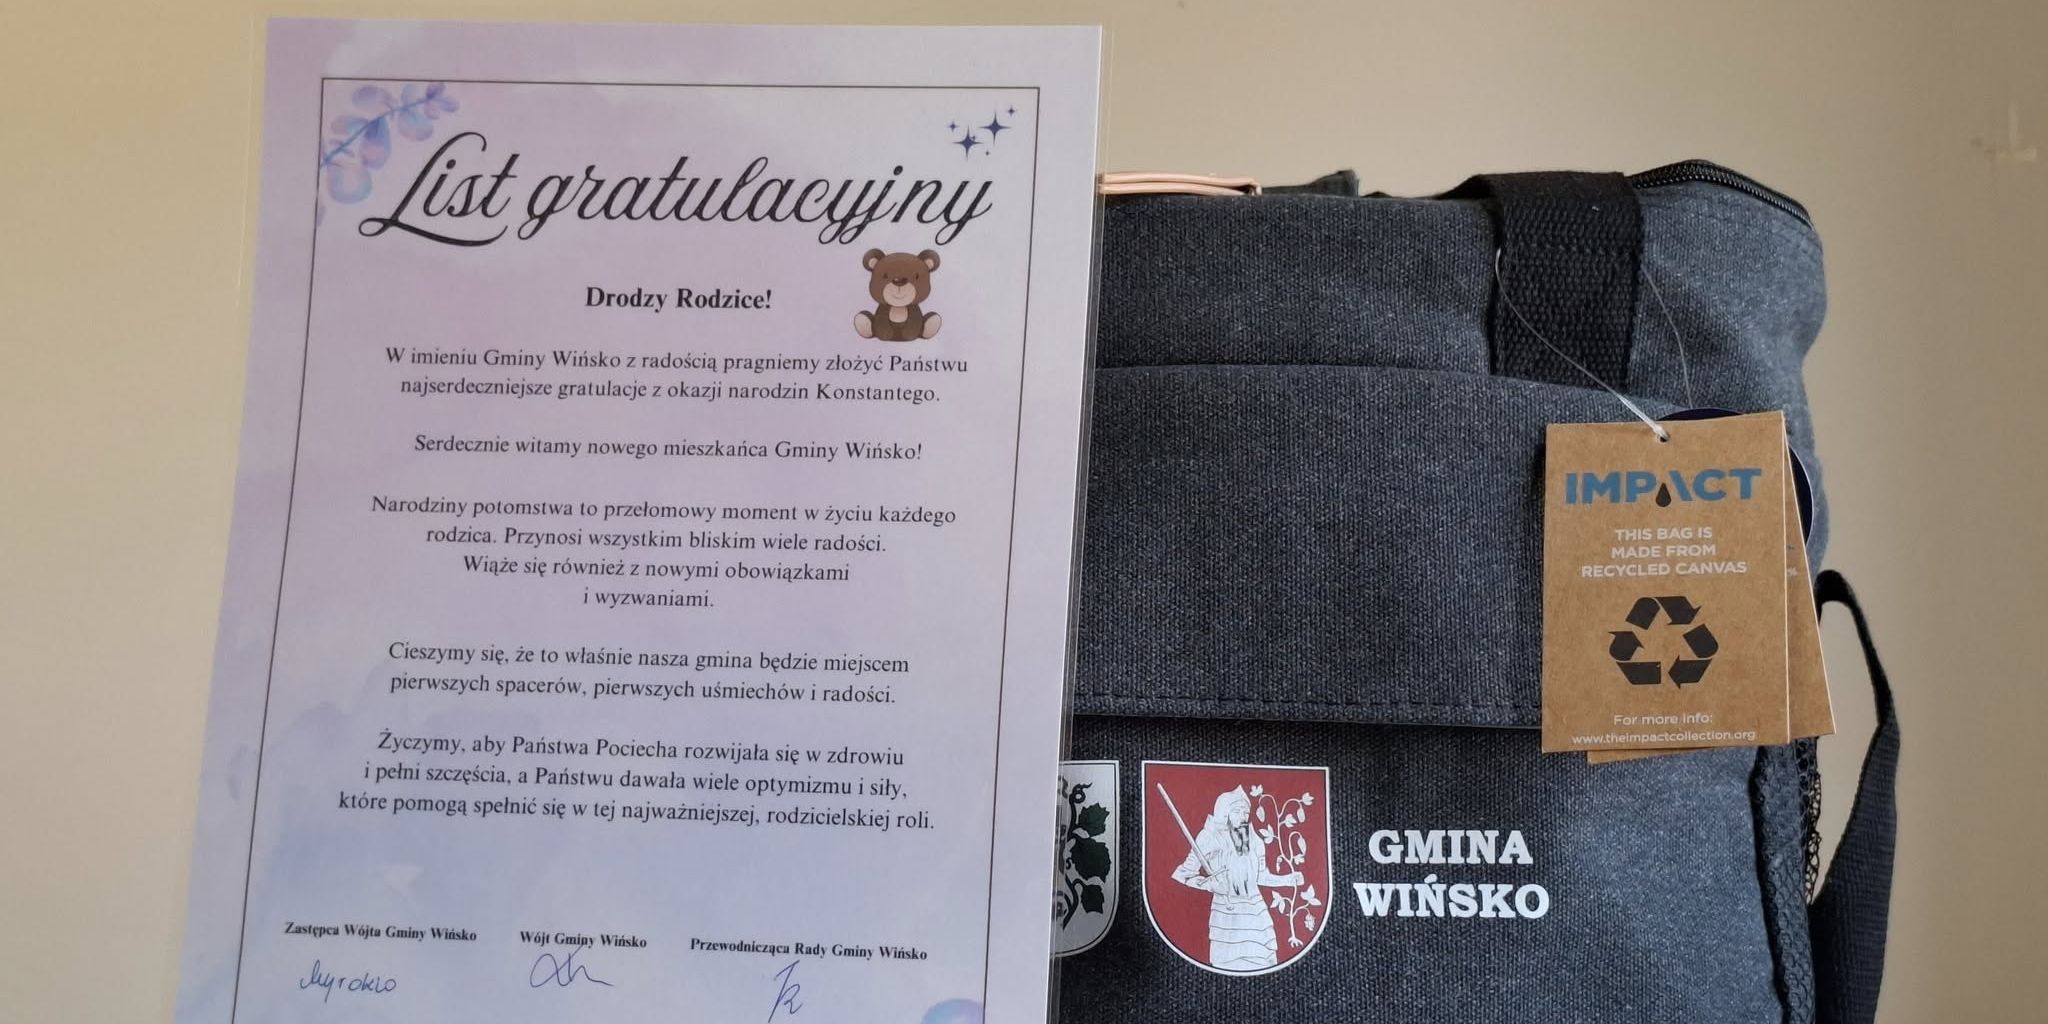 List gratulacyjny
Drodzy Rodzice!
W imieniu Gminy Wińsko z radością pragniemy złożyć Państwu
najserdeczniejsze gratulacje z okazji narodzin Konstantego.
Serdecznie witamy nowego mieszkańca Gminy Wińsko!
Narodziny potomstwa to przełomowy moment w życiu każdego
rodzica. Przynosi wszystkim bliskim wiele radości.
Wiąże się również z nowymi obowiązkami
i wyzwaniami.
Cieszymy się, że to właśnie nasza gmina będzie miejscem
pierwszych spacerów, pierwszych uśmiechów i radości.
Życzymy, aby Państwa Pociecha rozwijała się w zdrowiu
i pełni szczęścia, a Państwu dawała wiele optymizmu i siły,
które pomogą spełnić się w tej najważniejszej, rodzicielskiej roli.
Zastępca Wójta Gminy Wińsko
Wójt Gminy Wińsko
Przewodnicząca Rady Gminy Wińsko
IMPACT
THIS BAG IS
MADE FROM
RECYCLED CANVAS
For more info:
www.theimpactcollection.org
%
GMINA
WIŃSKO